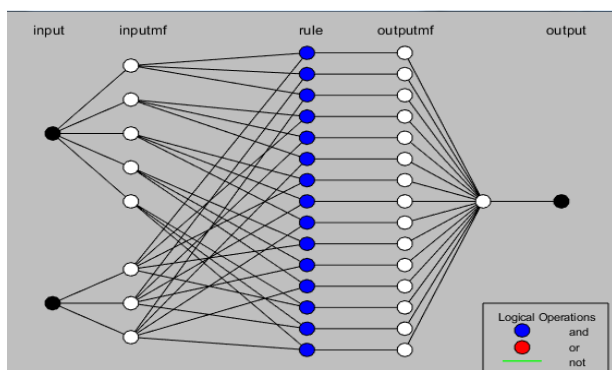 input inputmf rule outputmf output
Logical Operations
and
or
not